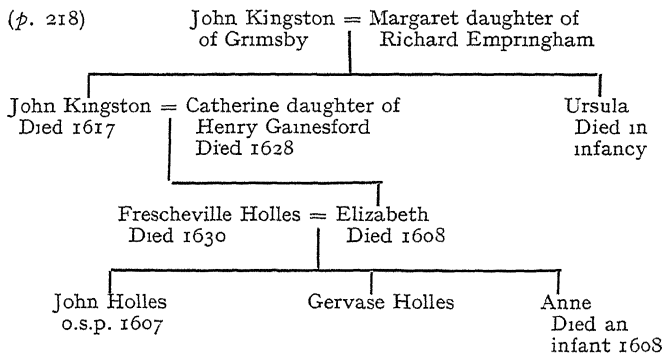 (p. 218)
John Kingston = Margaret daughter of
of Grimsby Richard Empringham
John Kingston = Catherine daughter of
Died 1617 Henry Gainesford
Died 1628
Ursula
Died in
infancy
Frescheville Holles = Elizabeth
Died 1630 Died 1608
John Holles
o.s.p. 1607
Gervase Holles
Anne
Died an
infant 1608